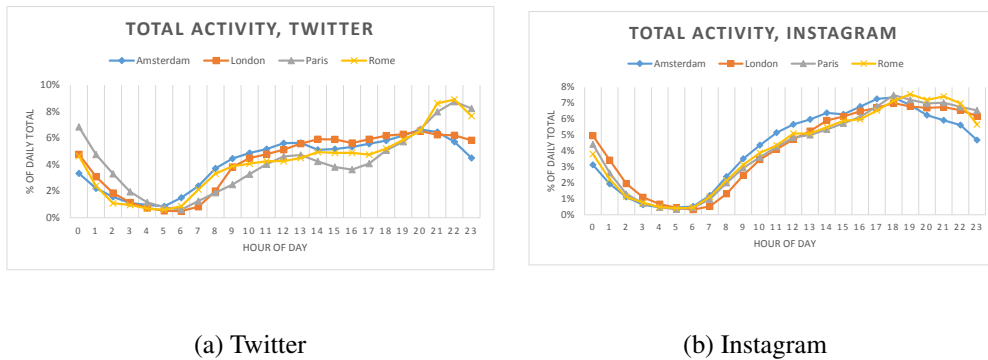 TOTAL ACTIVITY, TWITTER
Amsterdam London Paris Rome
10%
8%
6%
4%
2%
0%
% OF DAILY TOTAL
0 1 2 3 4 5 6 7 8 9 10 11 12 13 14 15 16 17 18 19 20 21 22 23
HOUR OF DAY
(a) Twitter
TOTAL ACTIVITY, INSTAGRAM
Amsterdam London Paris Rome
8%
7%
6%
5%
4%
3%
2%
1%
0%
% OF DAILY TOTAL
0 1 2 3 4 5 6 7 8 9 10 11 12 13 14 15 16 17 18 19 20 21 22 23
HOUR OF DAY
(b) Instagram